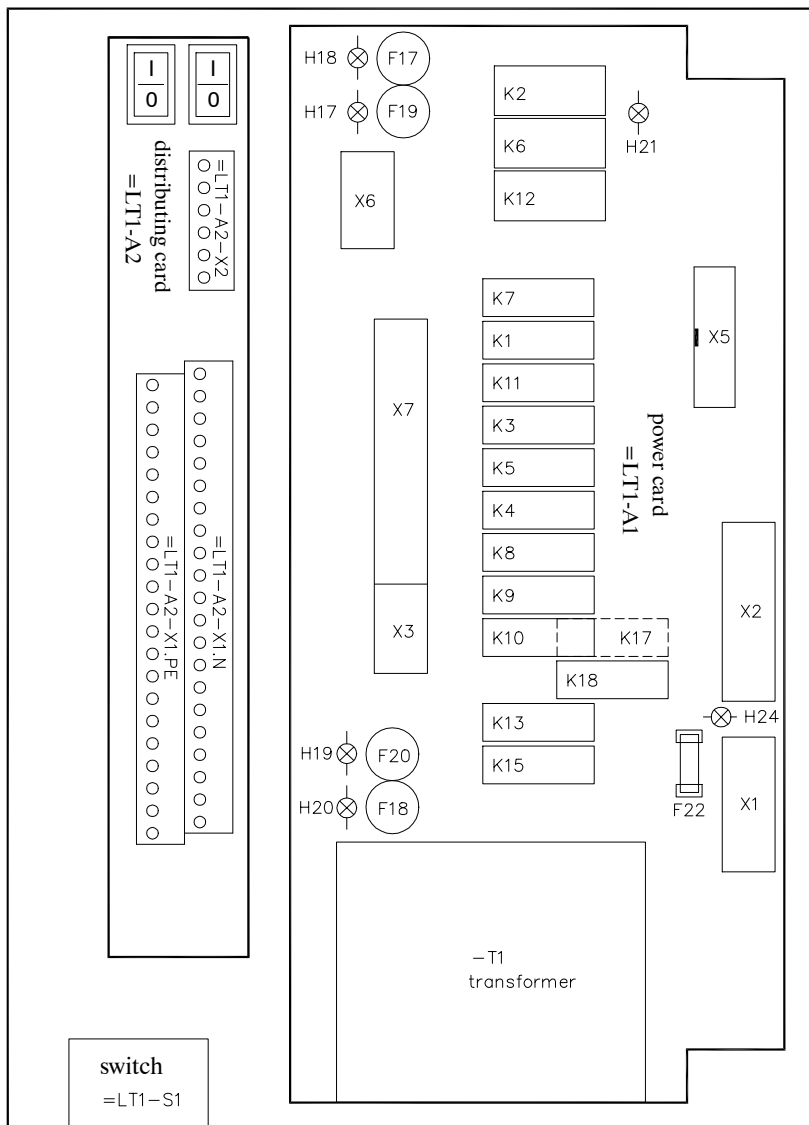 I
0
I
0
distributing card
=LT1-A2
=LT1-A2-X2
=LT1-A2-X1.PE
=LT1-A2-X1.N
switch
=LT1-S1
H18
F17
H17
F19
K2
K6
K12
H21
X6
K7
K1
K11
K3
K5
K4
K8
K9
K10
K17
K18
K13
K15
X7
X3
X5
power card
=LT1-A1
X2
H24
X1
F22
H19
F20
H20
F18
-T1
transformer